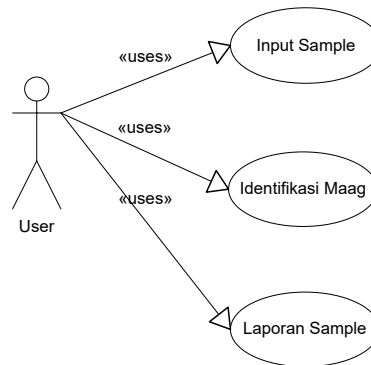 «uses»
Input Sample
«uses»
Identifikasi Maag
«uses»
User
Laporan Sample